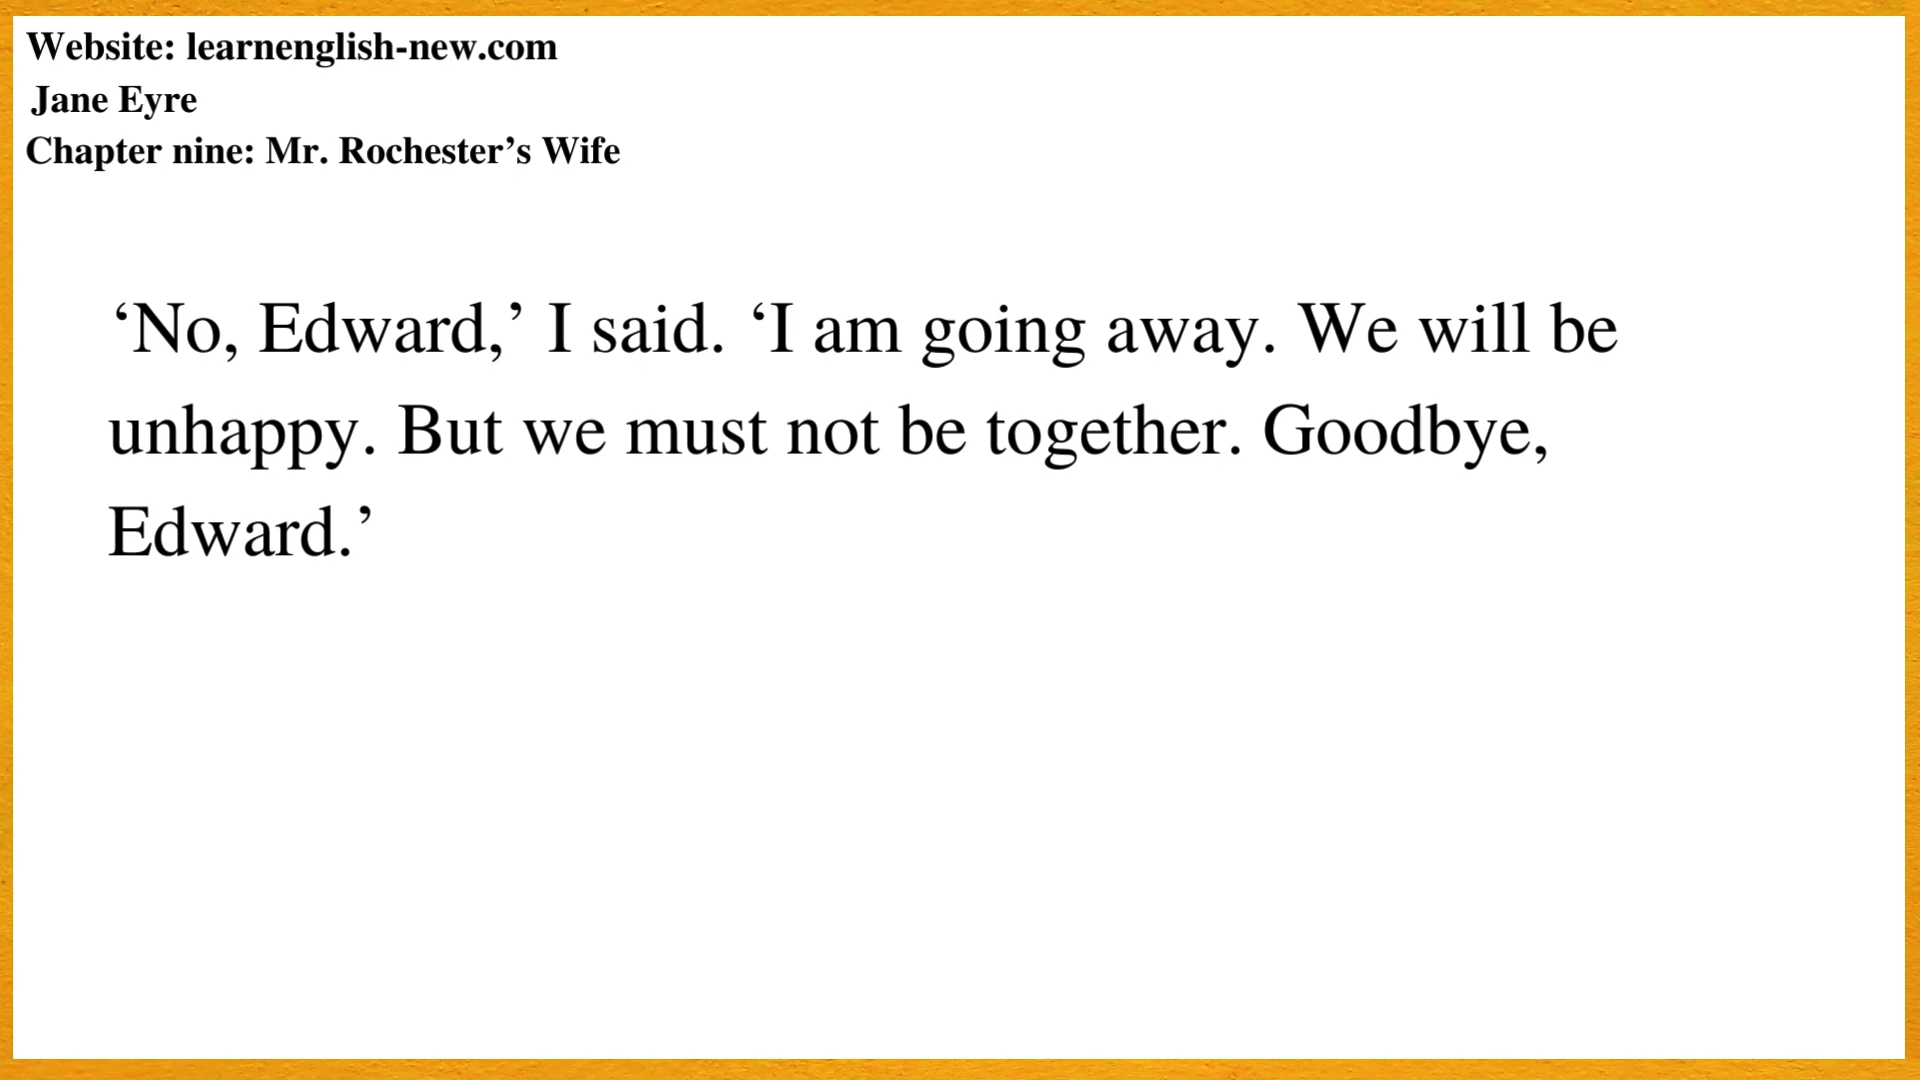 Website: learnenglish-new.com
Jane Eyre
Chapter nine: Mr. Rochester’s Wife
‘No, Edward,’ I said. ‘I am going away. We will be
unhappy. But we must not be together. Goodbye,
Edward.’